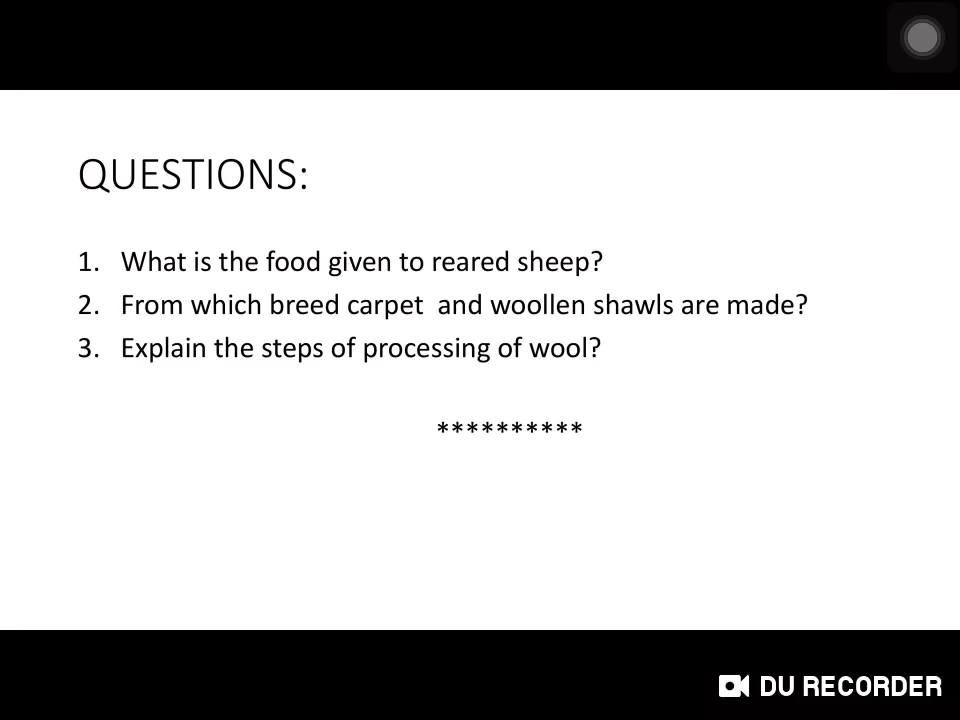 QUESTIONS:
1. What is the food given to reared sheep?
2. From which breed carpet  and woollen shawls are made?
3. Explain the steps of processing of wool?
**********
DU RECORDER